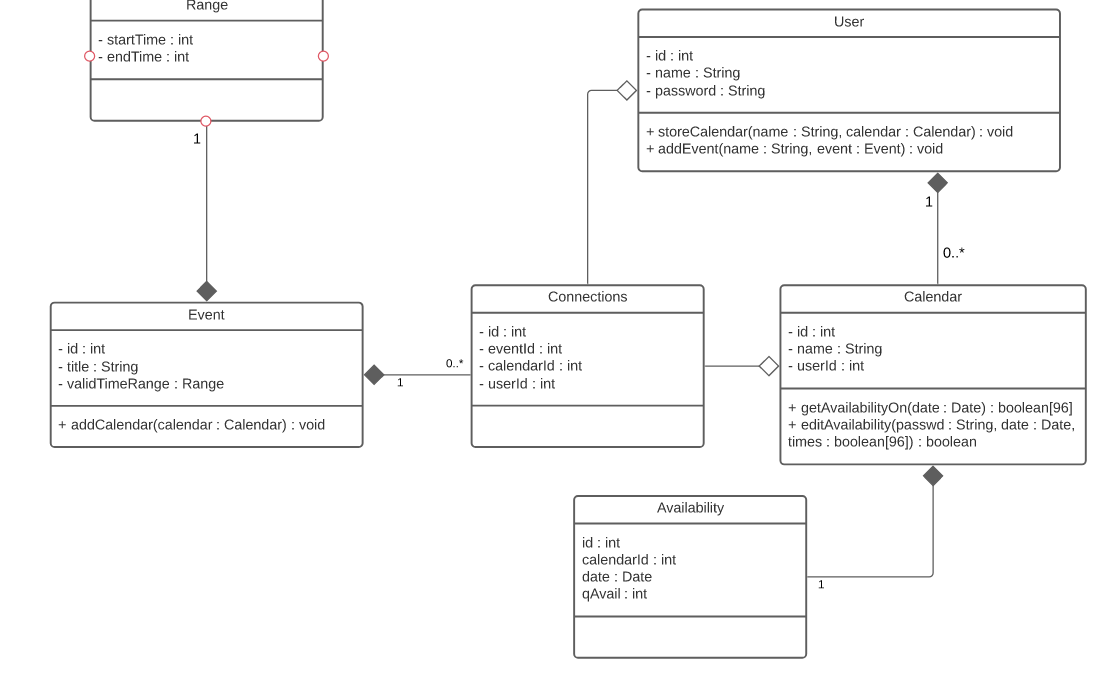 Range
- startTime : int
- endTime : int
1
User
- id : int
- name : String
- password : String
+ storeCalendar(name : String, calendar : Calendar) : void
+ addEvent(name : String, event : Event) : void
1
0..*
Event
- id : int
- title : String
- validTimeRange : Range
+ addCalendar(calendar : Calendar) : void
0..*
1
Connections
- id : int
- eventId : int
- calendarId : int
- userId : int
Calendar
- id : int
- name : String
- userId : int
+ getAvailabilityOn(date : Date) : boolean[96]
+ editAvailability(passwd : String, date : Date,
times : boolean[96]) : boolean
Availability
id : int
calendarId : int
date : Date
qAvail : int
1